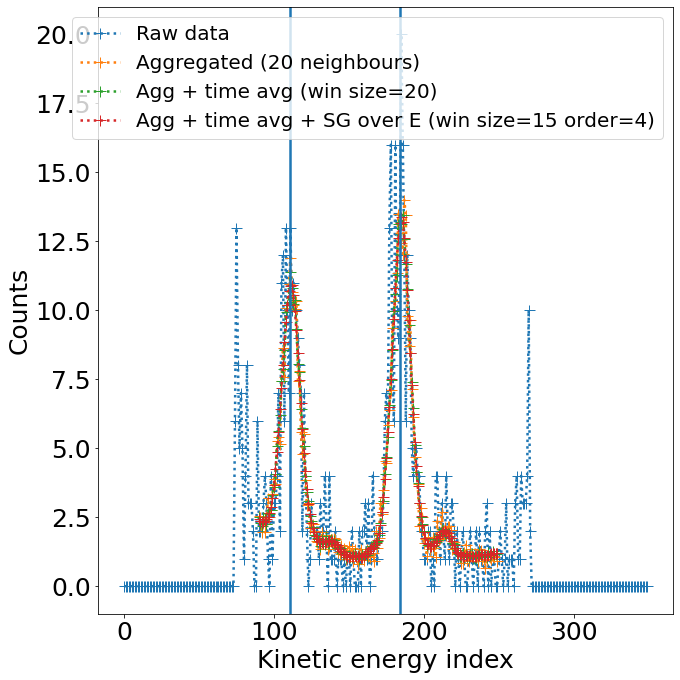 20.0
17.5
15.0
12.5
10.0
7.5
5.0
2.5
0.0
Counts
Raw data
Aggregated (20 neighbours)
Agg + time avg (win size=20)
Agg + time avg + SG over E (win size=15 order=4)
0 100 200 300
Kinetic energy index